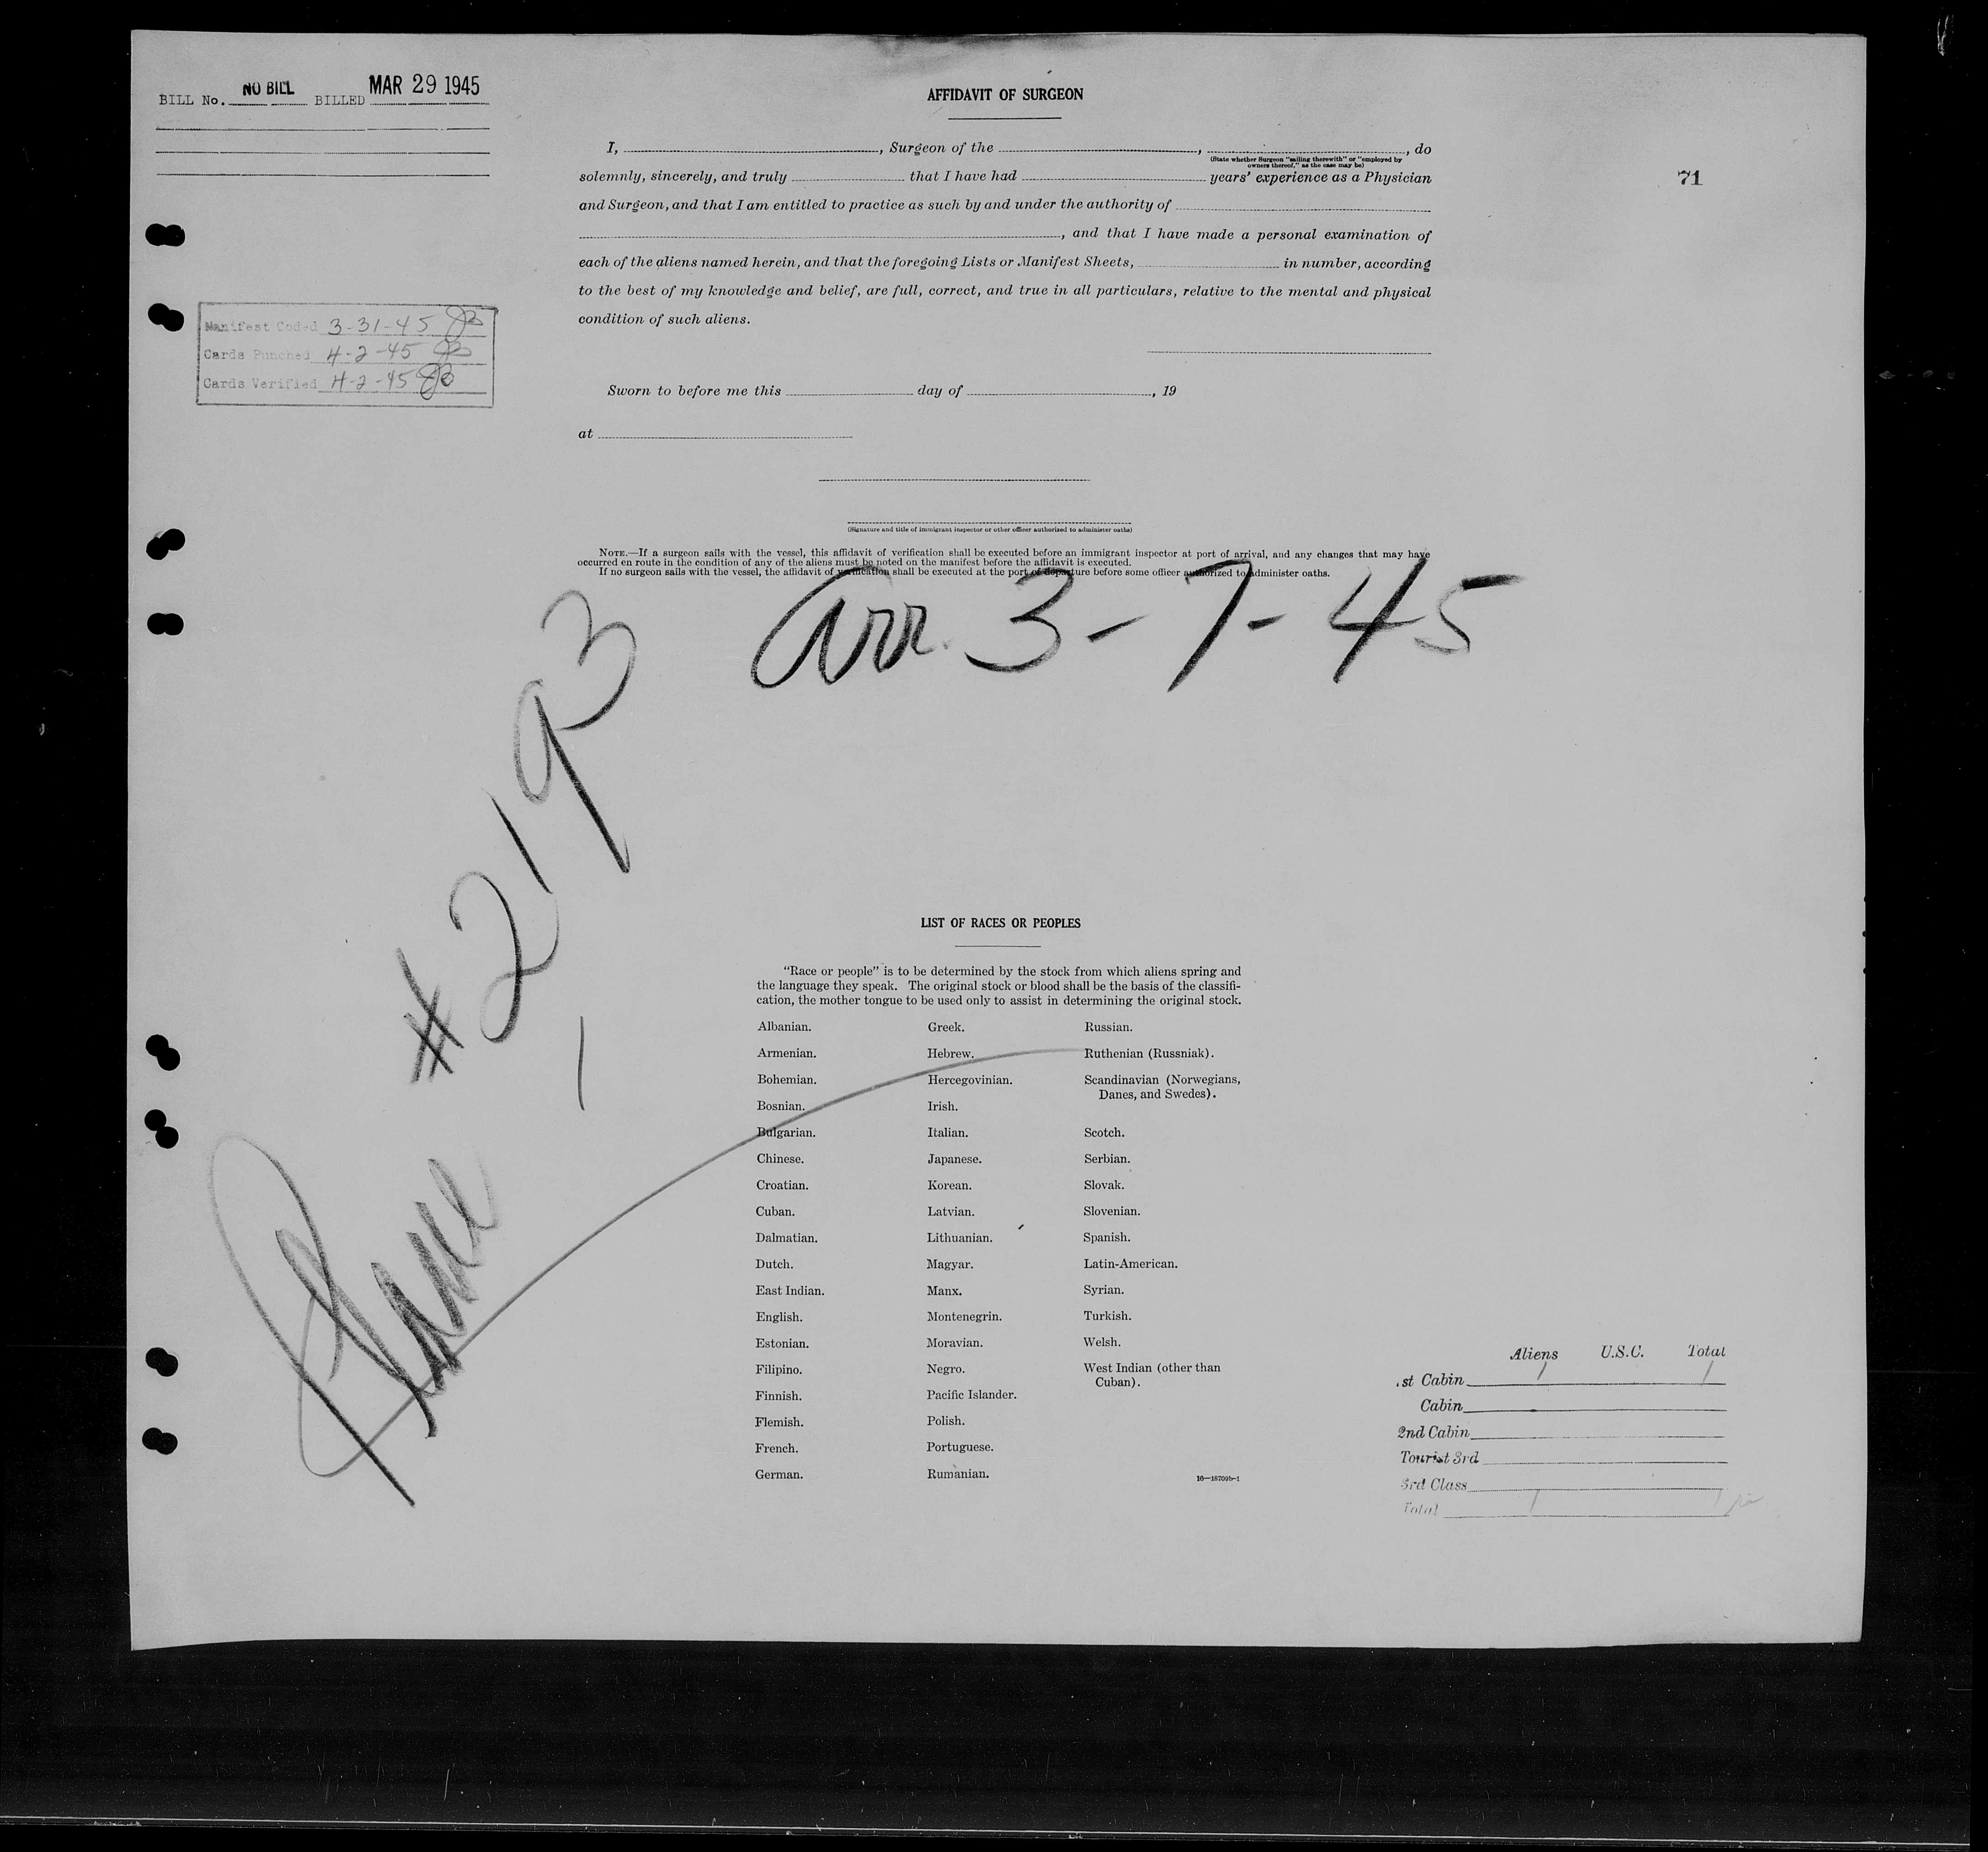 BILL No. NO BILL BILLED MAR 29 1945
71
Manifest Coded 3-31-45
Cards Punched 4-2-45
Cards Verified 4-2-45
AFFIDAVIT OF SURGEON
I, , Surgeon of the , , do
(State whether Surgeon "sailing therewith" or "employed by
owners thereof," as the case may be)
solemnly, sincerely, and truly that I have had years' experience as a Physician
and Surgeon, and that I am entitled to practice as such by and under the authority of
, and that I have made a personal examination of
each of the aliens named herein, and that the foregoing Lists or Manifest Sheets, in number, according
to the best of my knowledge and belief, are full, correct, and true in all particulars, relative to the mental and physical
condition of such aliens.
Sworn to before me this day of , 19
at
(Signature and title of immigrant inspector or other officer authorized to administer oaths)
NOTE.—If a surgeon sails with the vessel, this affidavit of verification shall be executed before an immigrant inspector at port of arrival, and any changes that may have
occurred en route in the condition of any of the aliens must be noted on the manifest before the affidavit is executed.
If no surgeon sails with the vessel, the affidavit of verification shall be executed at the port of departure before some officer authorized to administer oaths.
Arr. 3-7-45
#2193
1
LIST OF RACES OR PEOPLES
"Race or people" is to be determined by the stock from which aliens spring and
the language they speak. The original stock or blood shall be the basis of the classifi-
cation, the mother tongue to be used only to assist in determining the original stock.
Albanian.
Armenian.
Bohemian.
Bosnian.
Bulgarian.
Chinese.
Croatian.
Cuban.
Dalmatian.
Dutch.
East Indian.
English.
Estonian.
Filipino.
Finnish.
Flemish.
French.
German.
Greek.
Hebrew.
Hercegovinian.
Irish.
Italian.
Japanese.
Korean.
Latvian.
Lithuanian.
Magyar.
Manx.
Montenegrin.
Moravian.
Negro.
Pacific Islander.
Polish.
Portuguese.
Rumanian.
Russian.
Ruthenian (Russniak).
Scandinavian (Norwegians,
Danes, and Swedes).
Scotch.
Serbian.
Slovak.
Slovenian.
Spanish.
Latin-American.
Syrian.
Turkish.
Welsh.
West Indian (other than
Cuban).
16—18709b-1
Aliens U.S.C. Total
1st Cabin 1 1
Cabin
2nd Cabin
Tourist 3rd
3rd Class
Total 1 1